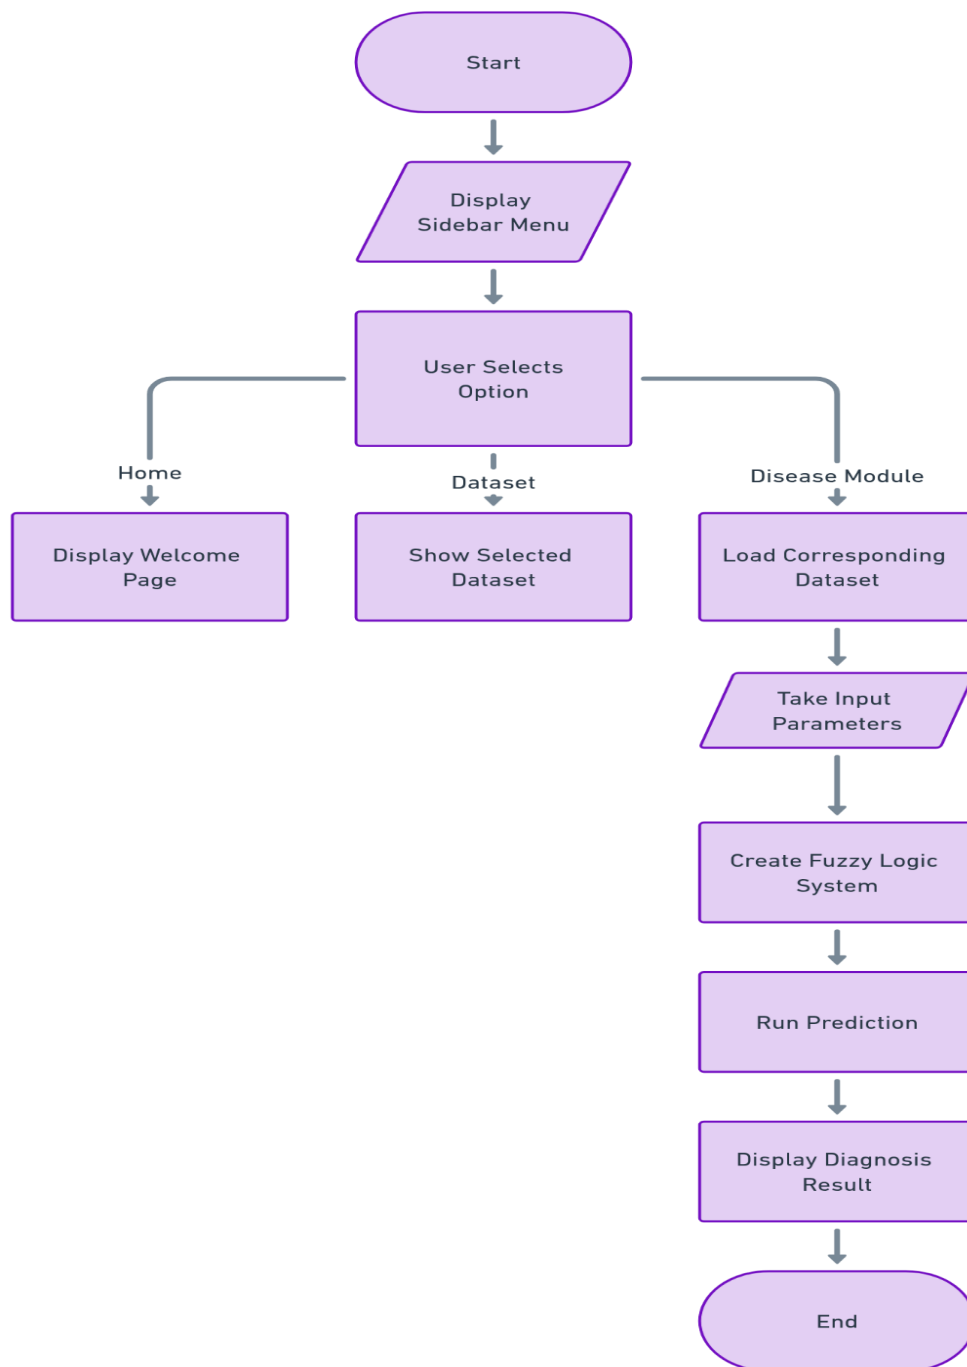 Start
Display
Sidebar Menu
User Selects
Option
Home
Dataset
Disease Module
Display Welcome
Page
Show Selected
Dataset
Load Corresponding
Dataset
Take Input
Parameters
Create Fuzzy Logic
System
Run Prediction
Display Diagnosis
Result
End